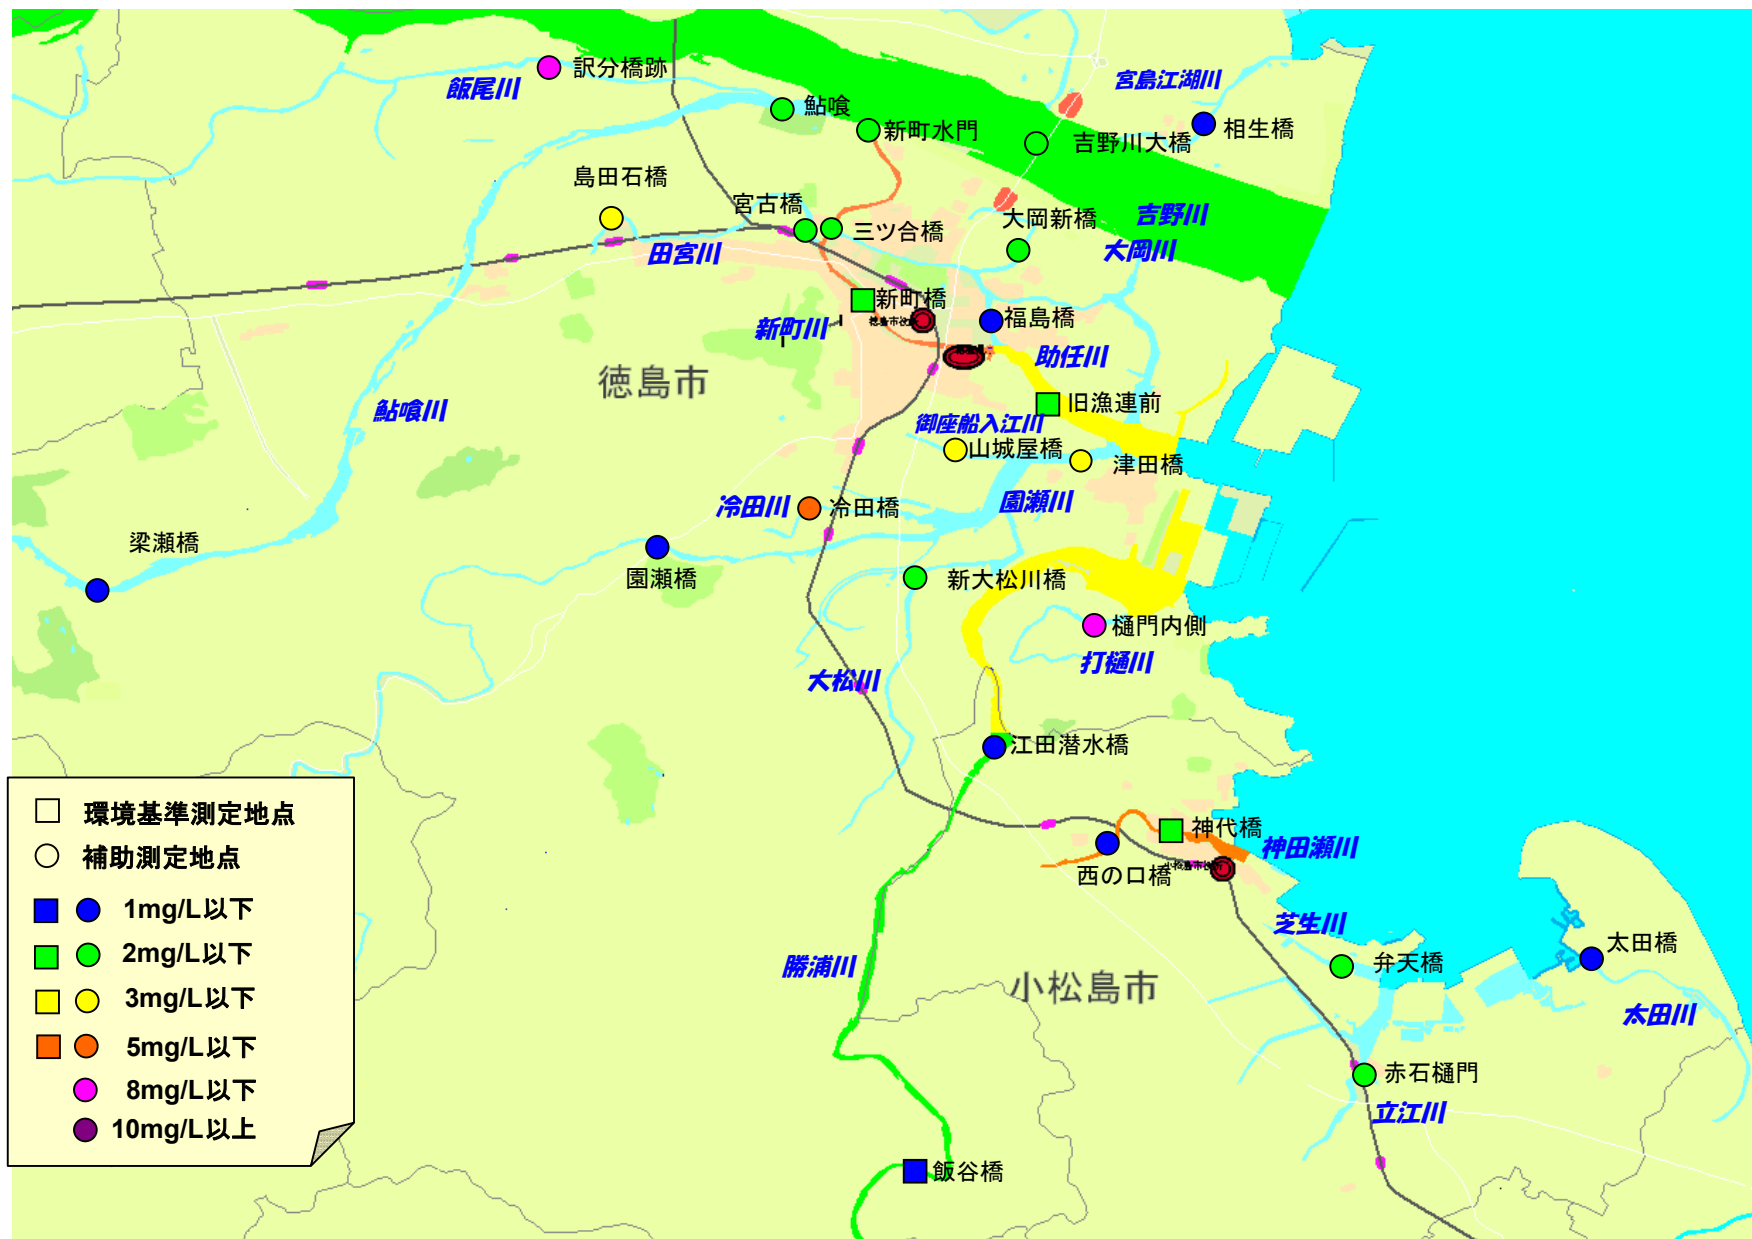 訳分橋跡
飯尾川
宮島江湖川
鮎喰
新町水門
相生橋
吉野川大橋
島田石橋
宮古橋
三ツ合橋
大岡新橋
吉野川
大岡川
田宮川
新町橋
福島橋
新町川
助任川
徳島市
鮎喰川
旧漁連前
御座船入江川
山城屋橋
津田橋
冷田川
冷田橋
園瀬川
梁瀬橋
園瀬橋
新大松川橋
樋門内側
打樋川
大松川
江田潜水橋
神代橋
神田瀬川
西の口橋
芝生川
太田橋
弁天橋
勝浦川
小松島市
太田川
赤石樋門
立江川
飯谷橋
環境基準測定地点
補助測定地点
1mg/L以下
2mg/L以下
3mg/L以下
5mg/L以下
8mg/L以下
10mg/L以上